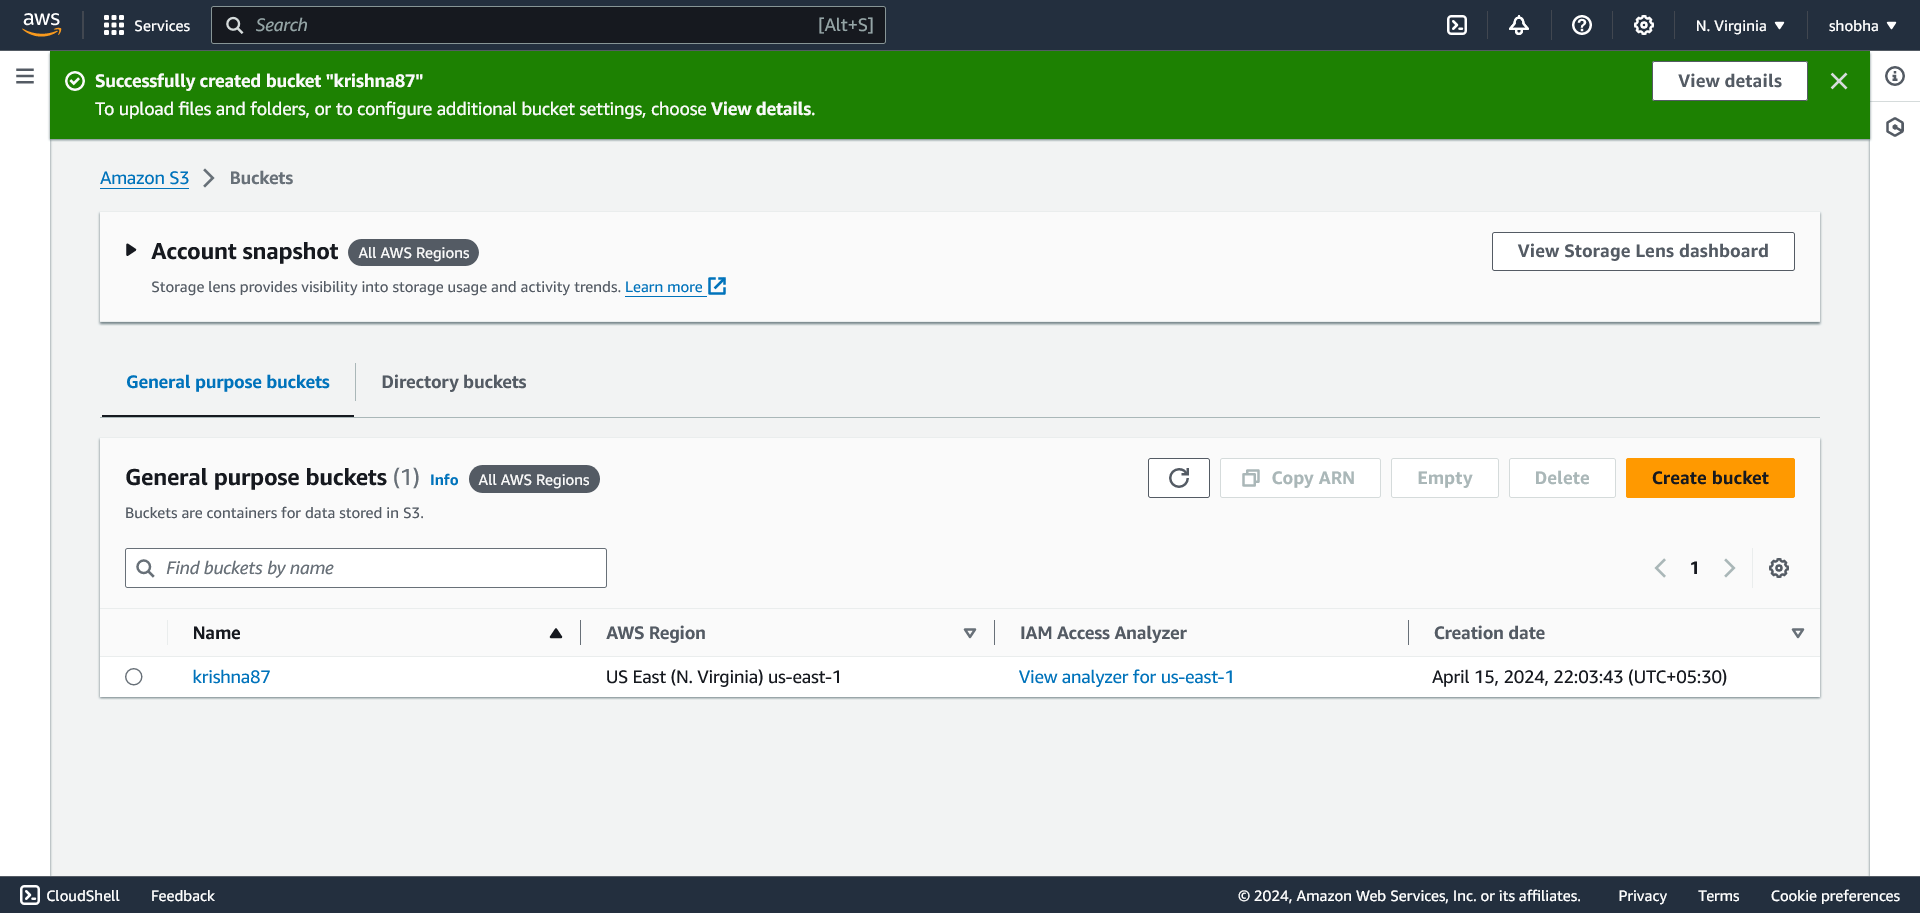 aws
Services
Search
[Alt+S]
N. Virginia
shobha
Successfully created bucket "krishna87"
To upload files and folders, or to configure additional bucket settings, choose View details.
View details
Amazon S3
Buckets
Account snapshot
All AWS Regions
View Storage Lens dashboard
Storage lens provides visibility into storage usage and activity trends. Learn more
General purpose buckets
Directory buckets
General purpose buckets (1)
Info
All AWS Regions
Copy ARN
Empty
Delete
Create bucket
Buckets are containers for data stored in S3.
Find buckets by name
1
Name
AWS Region
IAM Access Analyzer
Creation date
krishna87
US East (N. Virginia) us-east-1
View analyzer for us-east-1
April 15, 2024, 22:03:43 (UTC+05:30)
CloudShell
Feedback
© 2024, Amazon Web Services, Inc. or its affiliates.
Privacy
Terms
Cookie preferences